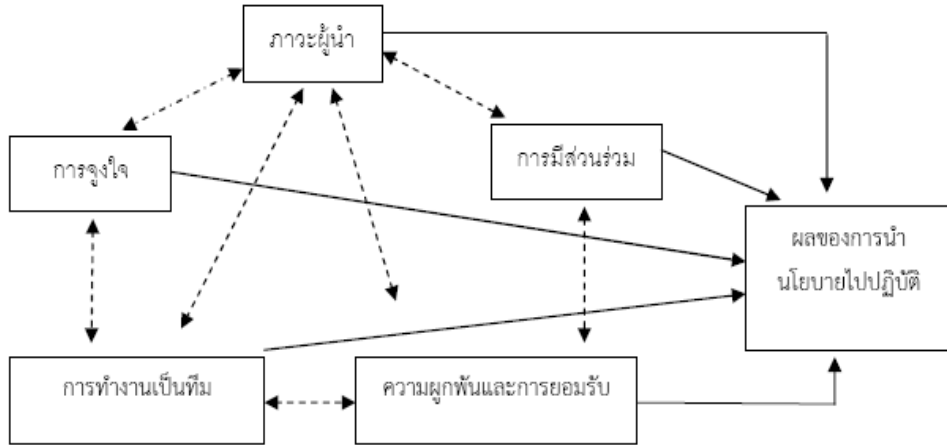 ภาวะผู้นำ
การจูงใจ
การมีส่วนร่วม
ผลของการนำ
นโยบายไปปฏิบัติ
การทำงานเป็นทีม
ความผูกพันและการยอมรับ